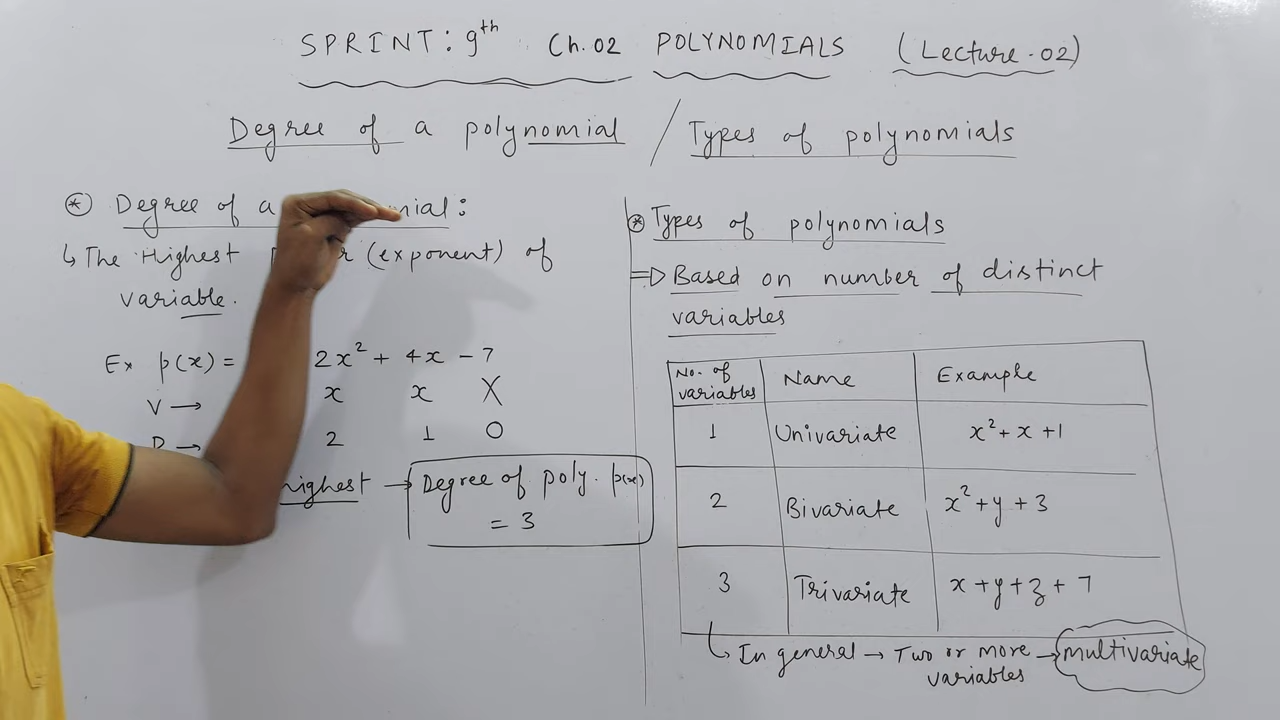 SPRINT: 9th Ch.02 POLYNOMIALS (Lecture-02)
Degree of a polynomial / Types of polynomials
⊛ Degree of a nomial:
↳ The Highest (exponent) of
variable.
Ex p(x) = 2x² + 4x - 7
V → x x X
D → 2 1 0
highest → Degree of poly. p(x)
= 3
⊛ Types of polynomials
⇒ Based on number of distinct
variables
No. of variables Name Example
1 Univariate x² + x + 1
2 Bivariate x² + y + 3
3 Trivariate x + y + z + 7
↳ In general → Two or more variables → multivariate